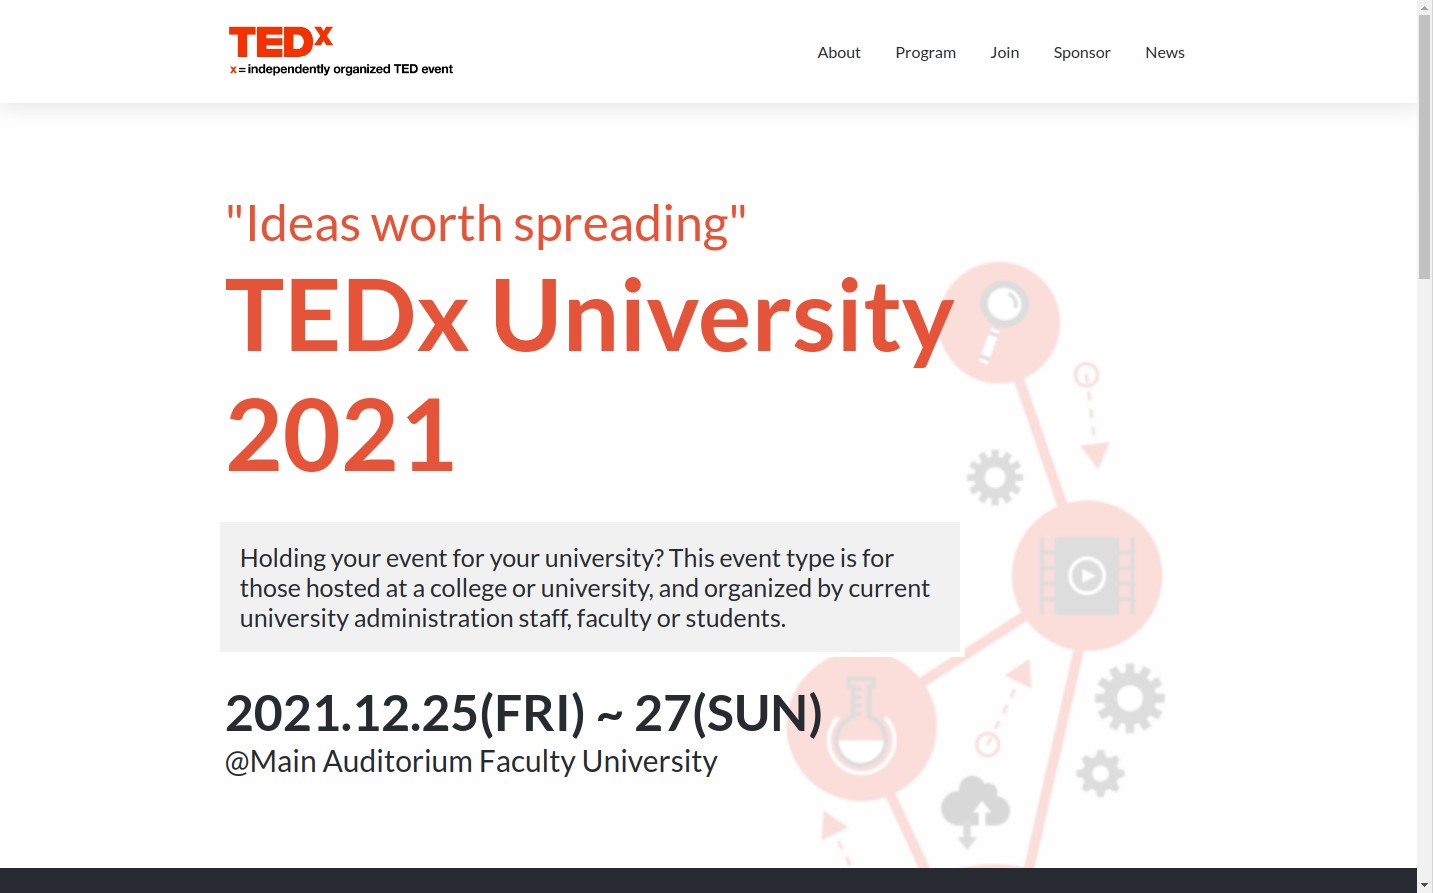 TEDx
x = independently organized TED event
About Program Join Sponsor News
"Ideas worth spreading"
TEDx University
2021
Holding your event for your university? This event type is for
those hosted at a college or university, and organized by current
university administration staff, faculty or students.
2021.12.25(FRI) ~ 27(SUN)
@Main Auditorium Faculty University